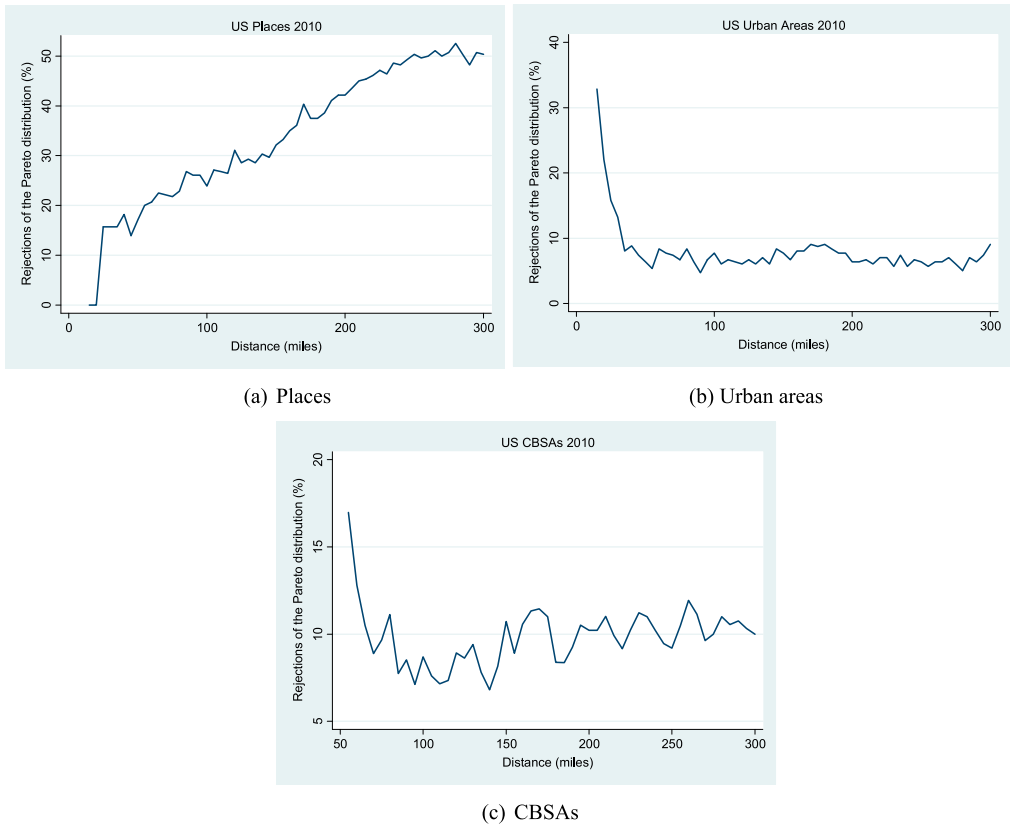 US Places 2010
Rejections of the Pareto distribution (%)
50
40
30
20
10
0
0 100 200 300
Distance (miles)
(a) Places
US Urban Areas 2010
Rejections of the Pareto distribution (%)
40
30
20
10
0
0 100 200 300
Distance (miles)
(b) Urban areas
US CBSAs 2010
Rejections of the Pareto distribution (%)
20
15
10
5
50 100 150 200 250 300
Distance (miles)
(c) CBSAs